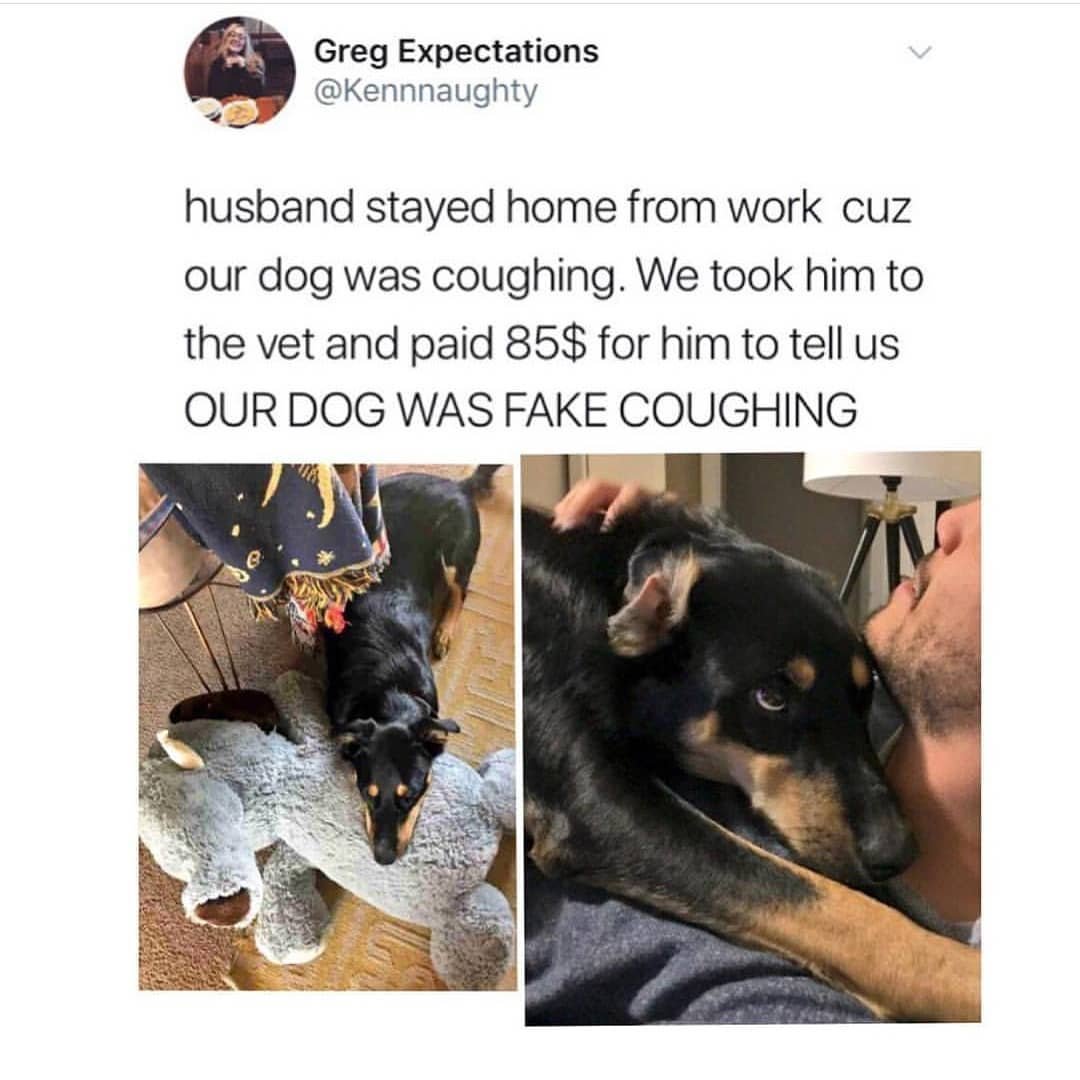 Greg Expectations
@Kennnaughty
husband stayed home from work cuz
our dog was coughing. We took him to
the vet and paid 85$ for him to tell us
OUR DOG WAS FAKE COUGHING